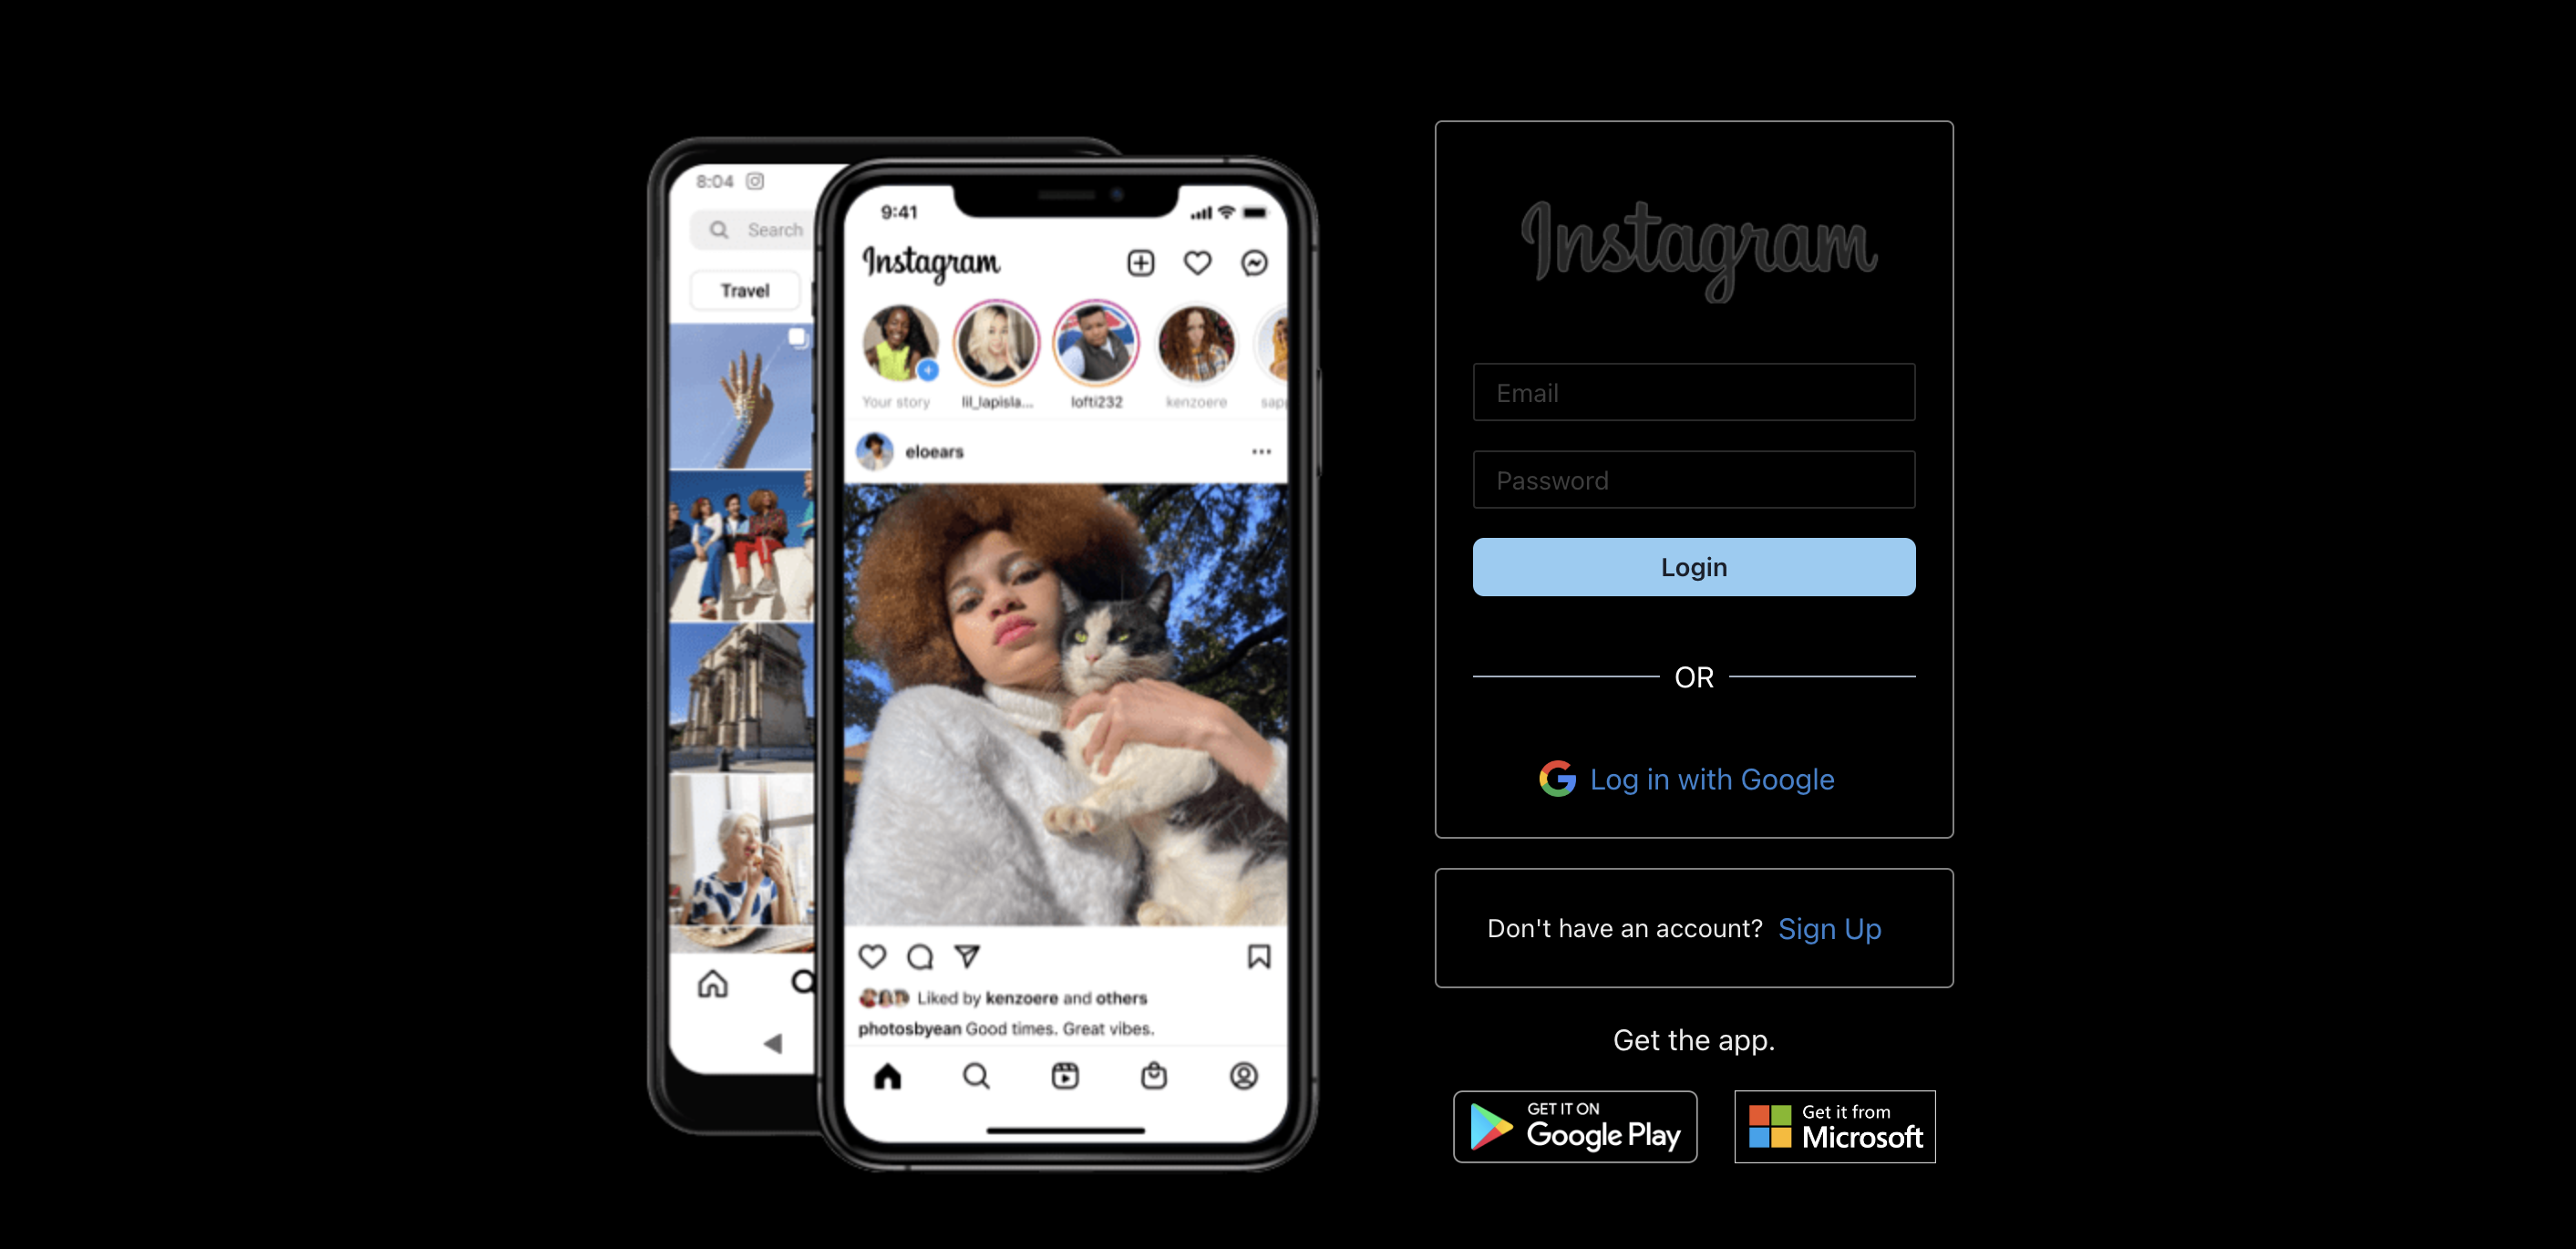 8:04
Search
Travel
9:41
Instagram
Your story
lil_lapisla...
lofti232
kenzoere
sapp
eloears
Liked by kenzoere and others
photosbyean Good times. Great vibes.
Instagram
Email
Password
Login
OR
Log in with Google
Don't have an account? Sign Up
Get the app.
GET IT ON
Google Play
Get it from
Microsoft